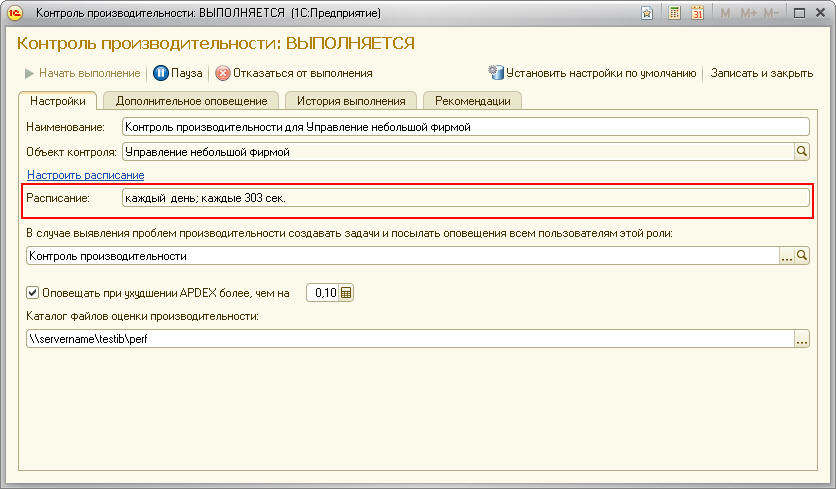 Контроль производительности: ВЫПОЛНЯЕТСЯ (1С:Предприятие)
M M+ M-
Контроль производительности: ВЫПОЛНЯЕТСЯ
Начать выполнение Пауза Отказаться от выполнения Установить настройки по умолчанию Записать и закрыть
Настройки Дополнительное оповещение История выполнения Рекомендации
Наименование: Контроль производительности для Управление небольшой фирмой
Объект контроля: Управление небольшой фирмой
Настроить расписание
Расписание: каждый день; каждые 303 сек.
В случае выявления проблем производительности создавать задачи и посылать оповещения всем пользователям этой роли:
Контроль производительности ...
Оповещать при ухудшении APDEX более, чем на 0,10
Каталог файлов оценки производительности:
\\servername\testib\perf ...